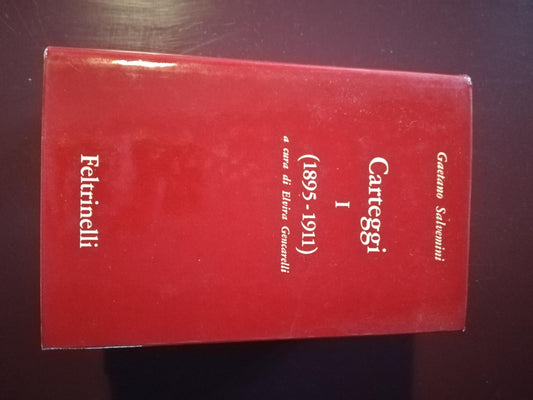 Gaetano Salvemini
Carteggi
I
(1895-1911)
a cura di Elvira Gencarelli
Feltrinelli